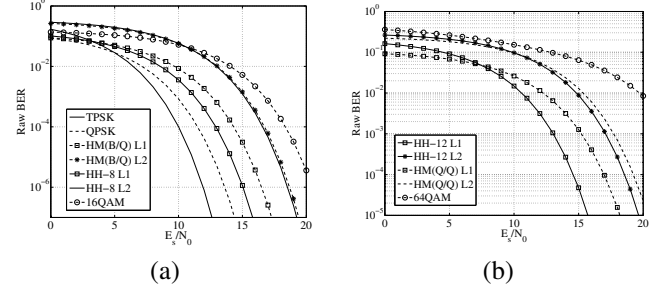 10^0
10^-2
10^-4
10^-6
Raw BER
TPSK
QPSK
HM(B/Q) L1
HM(B/Q) L2
HH-8 L1
HH-8 L2
16QAM
0 5 10 15 20
E_s/N_0
(a)
10^0
10^-1
10^-2
10^-3
10^-4
10^-5
Raw BER
HH-12 L1
HH-12 L2
HM(Q/Q) L1
HM(Q/Q) L2
64QAM
0 5 10 15 20
E_s/N_0
(b)